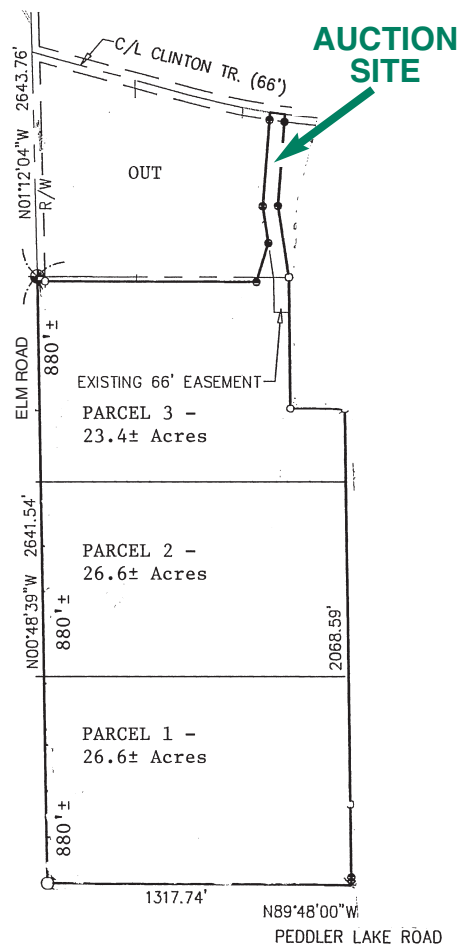 C/L CLINTON TR. (66')
AUCTION
SITE
N01°12'04"W 2643.76'
R/W
OUT
880'±
ELM ROAD
EXISTING 66' EASEMENT
PARCEL 3 -
23.4± Acres
N00°48'39"W 2641.54'
PARCEL 2 -
26.6± Acres
880'±
2068.59'
PARCEL 1 -
26.6± Acres
880'±
1317.74'
N89°48'00"W
PEDDLER LAKE ROAD